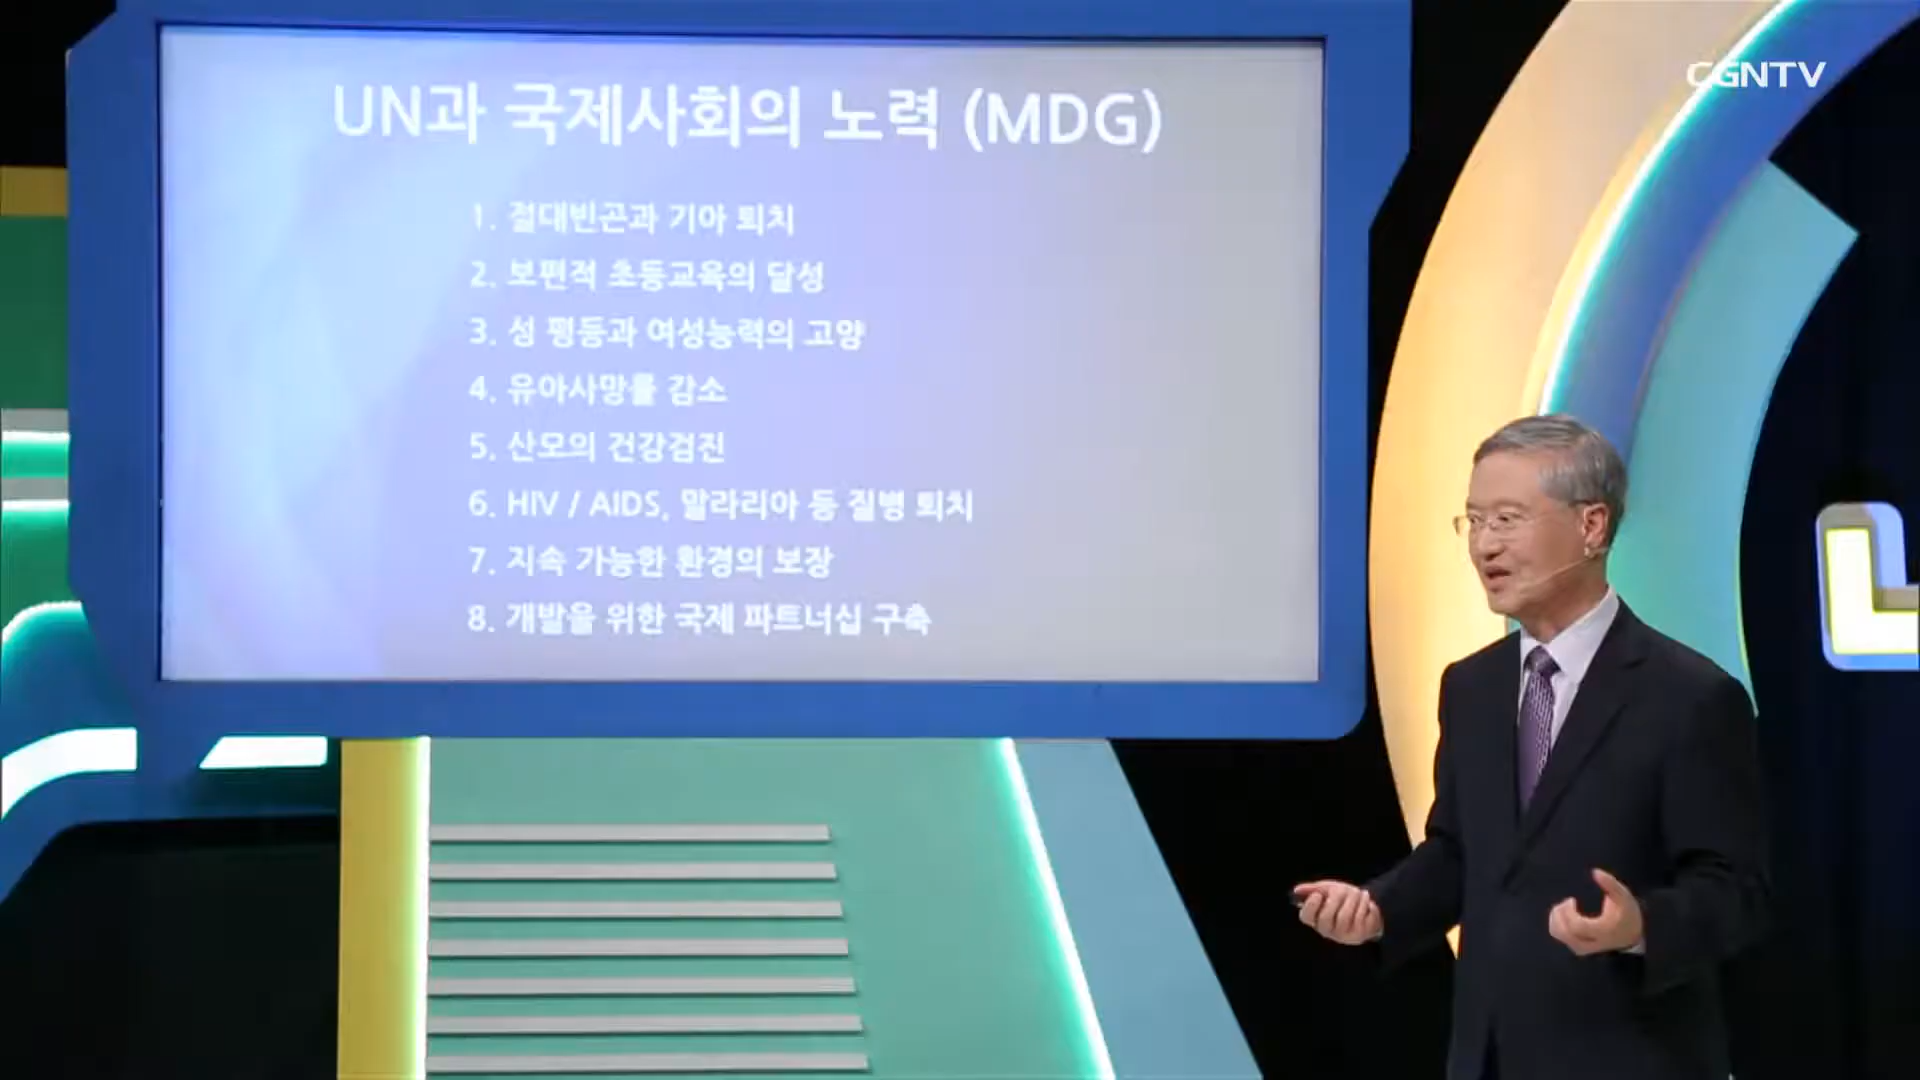 CGNTV
UN과 국제사회의 노력 (MDG)
1. 절대빈곤과 기아 퇴치
2. 보편적 초등교육의 달성
3. 성 평등과 여성능력의 고양
4. 유아사망률 감소
5. 산모의 건강검진
6. HIV / AIDS, 말라리아 등 질병 퇴치
7. 지속 가능한 환경의 보장
8. 개발을 위한 국제 파트너십 구축